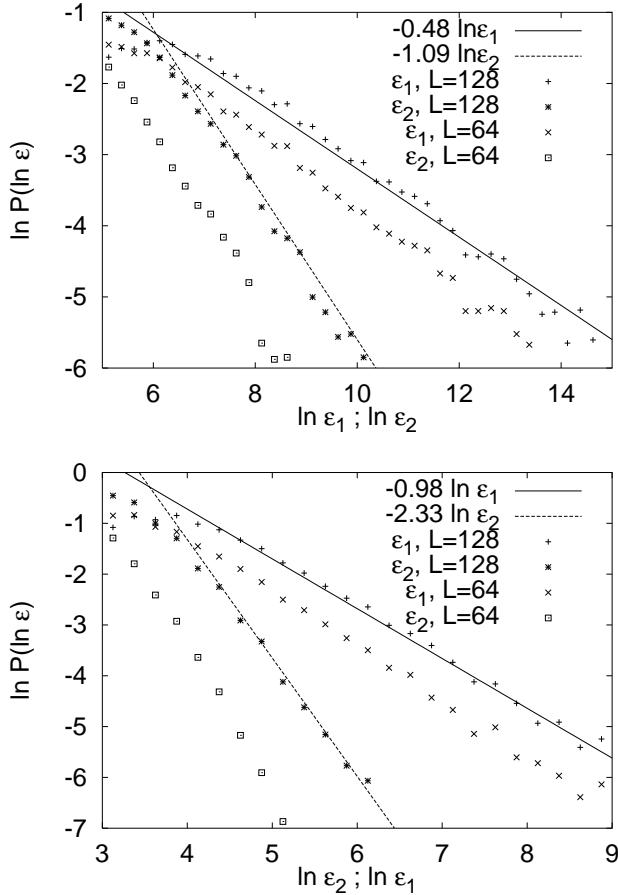 -1
-2
-3
-4
-5
-6
ln P(ln ε)
6 8 10 12 14
ln ε₁ ; ln ε₂
-0.48 lnε₁
-1.09 lnε₂
ε₁, L=128
ε₂, L=128
ε₁, L=64
ε₂, L=64
0
-1
-2
-3
-4
-5
-6
-7
ln P(ln ε)
3 4 5 6 7 8 9
ln ε₂ ; ln ε₁
-0.98 ln ε₁
-2.33 ln ε₂
ε₁, L=128
ε₂, L=128
ε₁, L=64
ε₂, L=64